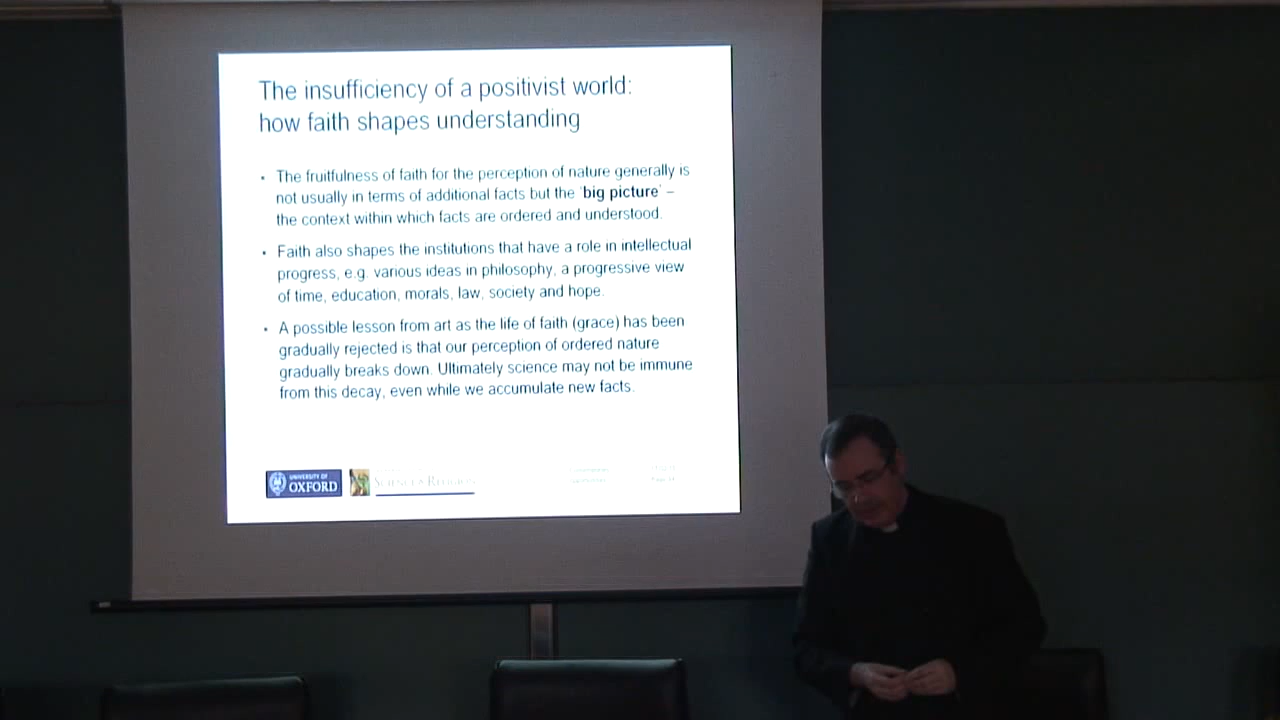 The insufficiency of a positivist world:
how faith shapes understanding
• The fruitfulness of faith for the perception of nature generally is
not usually in terms of additional facts but the 'big picture' –
the context within which facts are ordered and understood.
• Faith also shapes the institutions that have a role in intellectual
progress, e.g. various ideas in philosophy, a progressive view
of time, education, morals, law, society and hope.
• A possible lesson from art as the life of faith (grace) has been
gradually rejected is that our perception of ordered nature
gradually breaks down. Ultimately science may not be immune
from this decay, even while we accumulate new facts.
UNIVERSITY OF
OXFORD